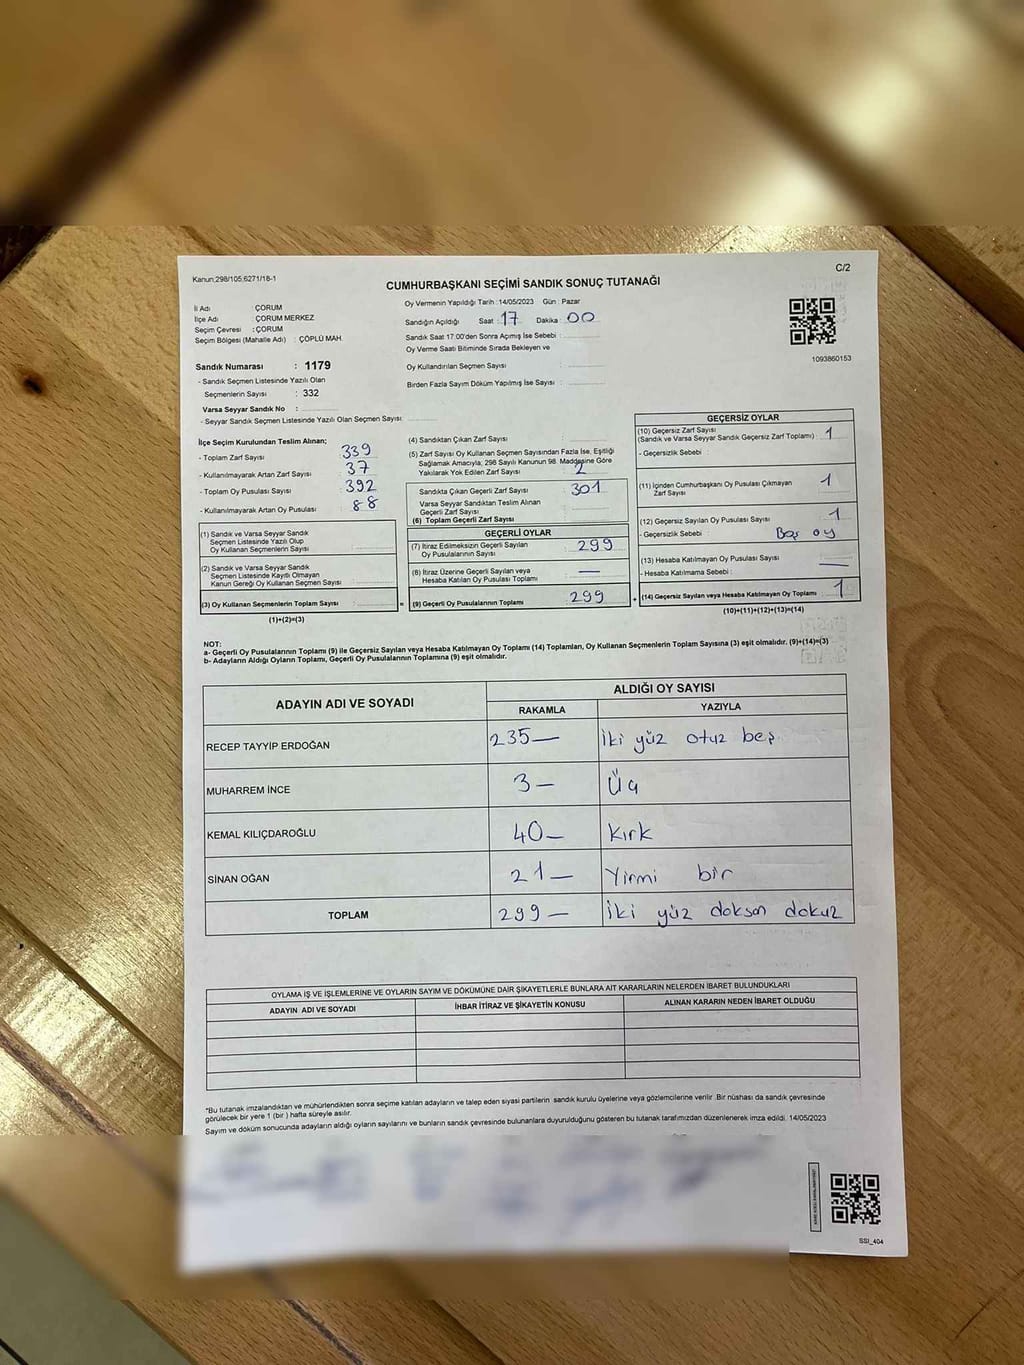 Kanun:298/105;6271/18-1
C/2
CUMHURBAŞKANI SEÇİMİ SANDIK SONUÇ TUTANAĞI
İl Adı : ÇORUM
İlçe Adı : ÇORUM MERKEZ
Seçim Çevresi : ÇORUM
Seçim Bölgesi (Mahalle Adı) : ÇÖPLÜ MAH.
Oy Vermenin Yapıldığı Tarih :14/05/2023 Gün : Pazar
Sandığın Açıldığı Saat 17 Dakika : 00
Sandık Saat 17:00'den Sonra Açımış İse Sebebi :
Oy Verme Saati Bitiminde Sırada Bekleyen ve
Oy Kullandırılan Seçmen Sayısı :
Birden Fazla Sayım Döküm Yapılmış İse Sayısı :
1093860153
Sandık Numarası : 1179
- Sandık Seçmen Listesinde Yazılı Olan
Seçmenlerin Sayısı : 332
Varsa Seyyar Sandık No :
- Seyyar Sandık Seçmen Listesinde Yazılı Olan Seçmen Sayısı:
İlçe Seçim Kurulundan Teslim Alınan;
- Toplam Zarf Sayısı : 339
- Kullanılmayarak Artan Zarf Sayısı : 37
- Toplam Oy Pusulası Sayısı : 392
- Kullanılmayarak Artan Oy Pusulası : 88
(1) Sandık ve Varsa Seyyar Sandık
Seçmen Listesinde Yazılı Olup
Oy Kullanan Seçmenlerin Sayısı :
(2) Sandık ve Varsa Seyyar Sandık
Seçmen Listesinde Kayıtlı Olmayan
Kanun Gereği Oy Kullanan Seçmen Sayısı :
(3) Oy Kullanan Seçmenlerin Toplam Sayısı :
(1)+(2)=(3)
(4) Sandıktan Çıkan Zarf Sayısı :
(5) Zarf Sayısı Oy Kullanan Seçmen Sayısından Fazla İse, Eşitliği
Sağlamak Amacıyla; 298 Sayılı Kanunun 98. Maddesine Göre
Yakılarak Yok Edilen Zarf Sayısı : 2
Sandıkta Çıkan Geçerli Zarf Sayısı : 301
Varsa Seyyar Sandıktan Teslim Alınan
Geçerli Zarf Sayısı :
(6) Toplam Geçerli Zarf Sayısı :
GEÇERLİ OYLAR
(7) İtiraz Edilmeksizin Geçerli Sayılan
Oy Pusulalarının Sayısı : 299
(8) İtiraz Üzerine Geçerli Sayılan veya
Hesaba Katılan Oy Pusulası Toplamı : —
= (9) Geçerli Oy Pusulalarının Toplamı : 299
GEÇERSİZ OYLAR
(10) Geçersiz Zarf Sayısı
(Sandık ve Varsa Seyyar Sandık Geçersiz Zarf Toplamı) : 1
- Geçersizlik Sebebi :
(11) İçinden Cumhurbaşkanı Oy Pusulası Çıkmayan
Zarf Sayısı : 1
(12) Geçersiz Sayılan Oy Pusulası Sayısı : 1
- Geçersizlik Sebebi : Boş oy
(13) Hesaba Katılmayan Oy Pusulası Sayısı : —
- Hesaba Katılmama Sebebi :
+ (14) Geçersiz Sayılan veya Hesaba Katılmayan Oy Toplamı : 1
(10)+(11)+(12)+(13)=(14)
NOT:
a- Geçerli Oy Pusulalarının Toplamı (9) ile Geçersiz Sayılan veya Hesaba Katılmayan Oy Toplamı (14) Toplamları, Oy Kullanan Seçmenlerin Toplam Sayısına (3) eşit olmalıdır. (9)+(14)=(3)
b- Adayların Aldığı Oyların Toplamı, Geçerli Oy Pusulalarının Toplamına (9) eşit olmalıdır.
ADAYIN ADI VE SOYADI ALDIĞI OY SAYISI
RAKAMLA YAZIYLA
RECEP TAYYİP ERDOĞAN 235— İki yüz otuz beş
MUHARREM İNCE 3— Üç
KEMAL KILIÇDAROĞLU 40— kırk
SİNAN OĞAN 21— Yirmi bir
TOPLAM 299— İki yüz doksan dokuz
OYLAMA İŞ VE İŞLEMLERİNE VE OYLARIN SAYIM VE DÖKÜMÜNE DAİR ŞİKAYETLERLE BUNLARA AİT KARARLARIN NELERDEN İBARET BULUNDUKLARI
ADAYIN ADI VE SOYADI İHBAR İTİRAZ VE ŞİKAYETİN KONUSU ALINAN KARARIN NEDEN İBARET OLDUĞU
*Bu tutanak imzalandıktan ve mühürlendikten sonra seçime katılan adayların ve talep eden siyasi partilerin sandık kurulu üyelerine veya gözlemcilerine verilir .Bir nüshası da sandık çevresinde
görülecek bir yere 1 (bir ) hafta süreyle asılır.
Sayım ve döküm sonucunda adayların aldığı oyların sayılarını ve bunların sandık çevresinde bulunanlara duyurulduğunu gösteren bu tutanak tarafımızdan düzenlenerek imza edildi. 14/05/2023
SSI_404